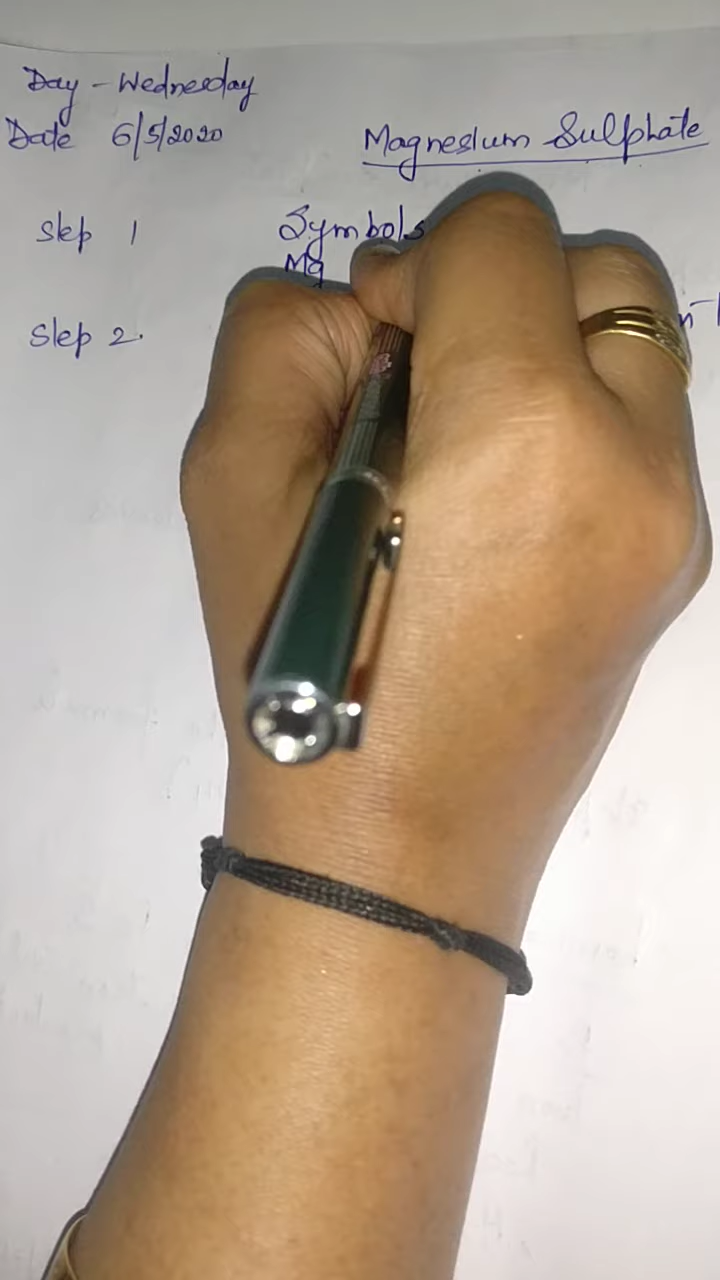 Day - Wednesday
Date 6/5/2020
Magnesium Sulphate
Step 1 Symbols
Mg
Step 2.